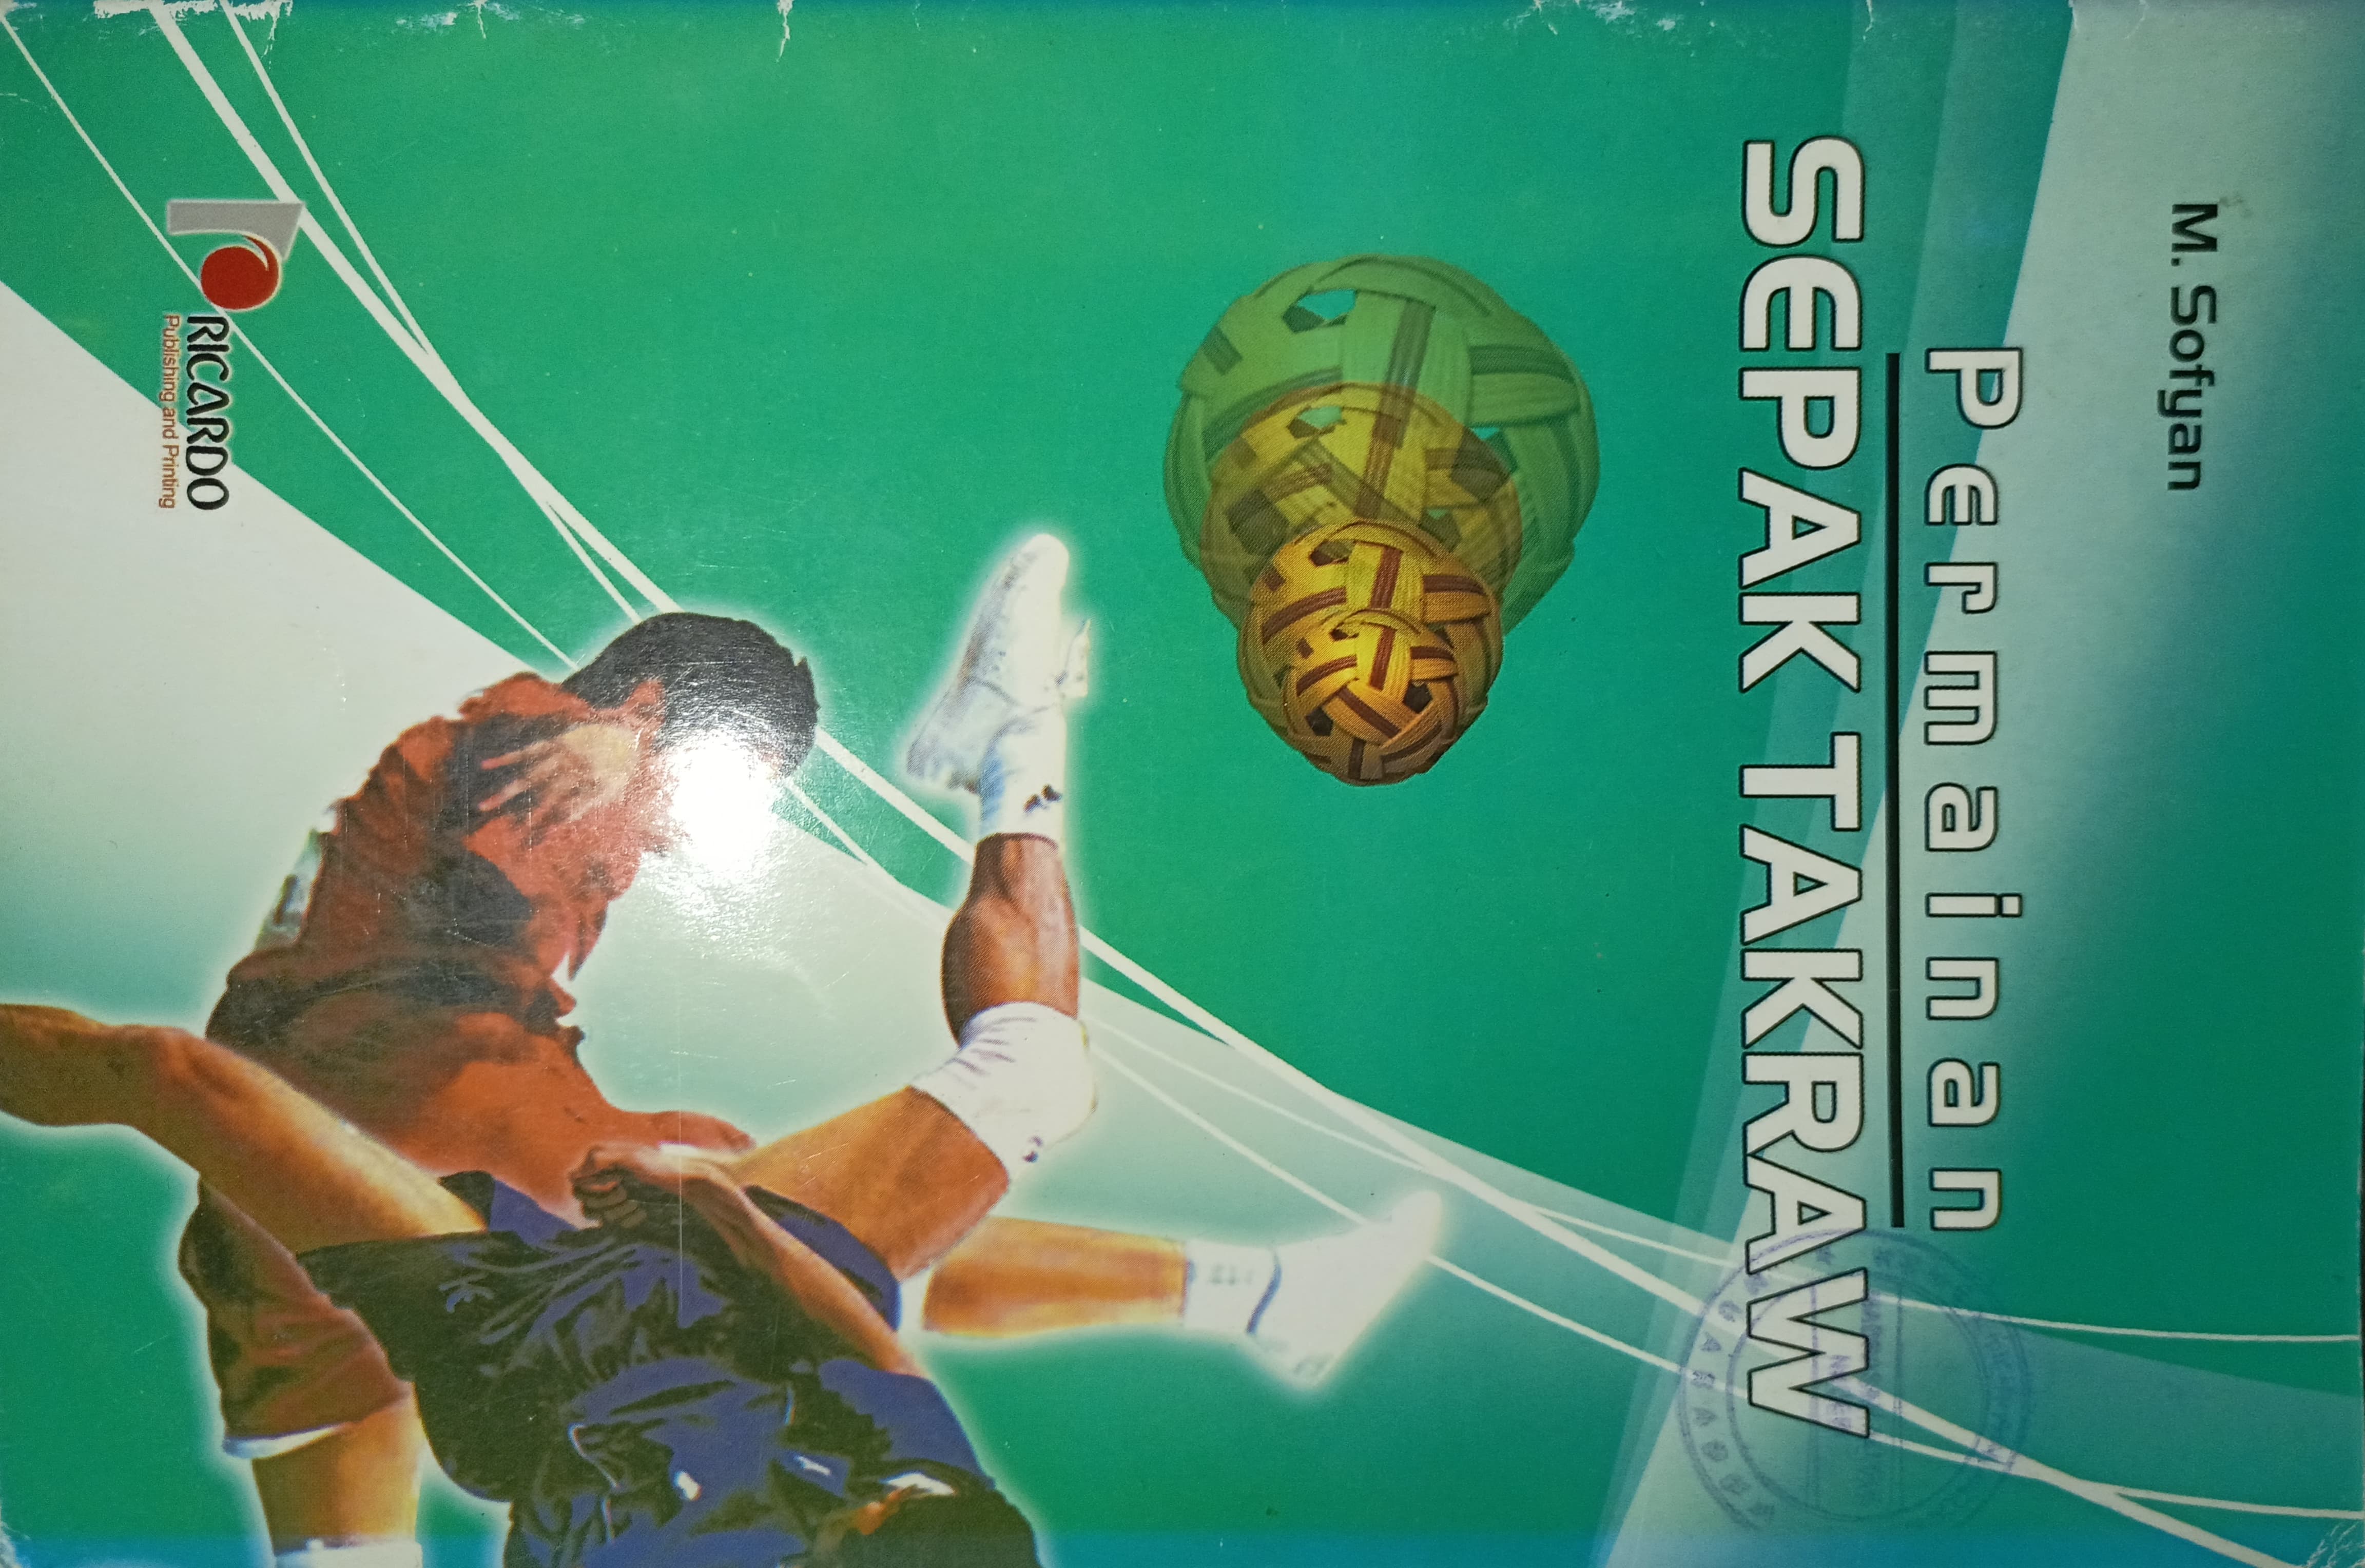 M. Sofyan
Permainan
SEPAK TAKRAW
RICARDO
Publishing and Printing